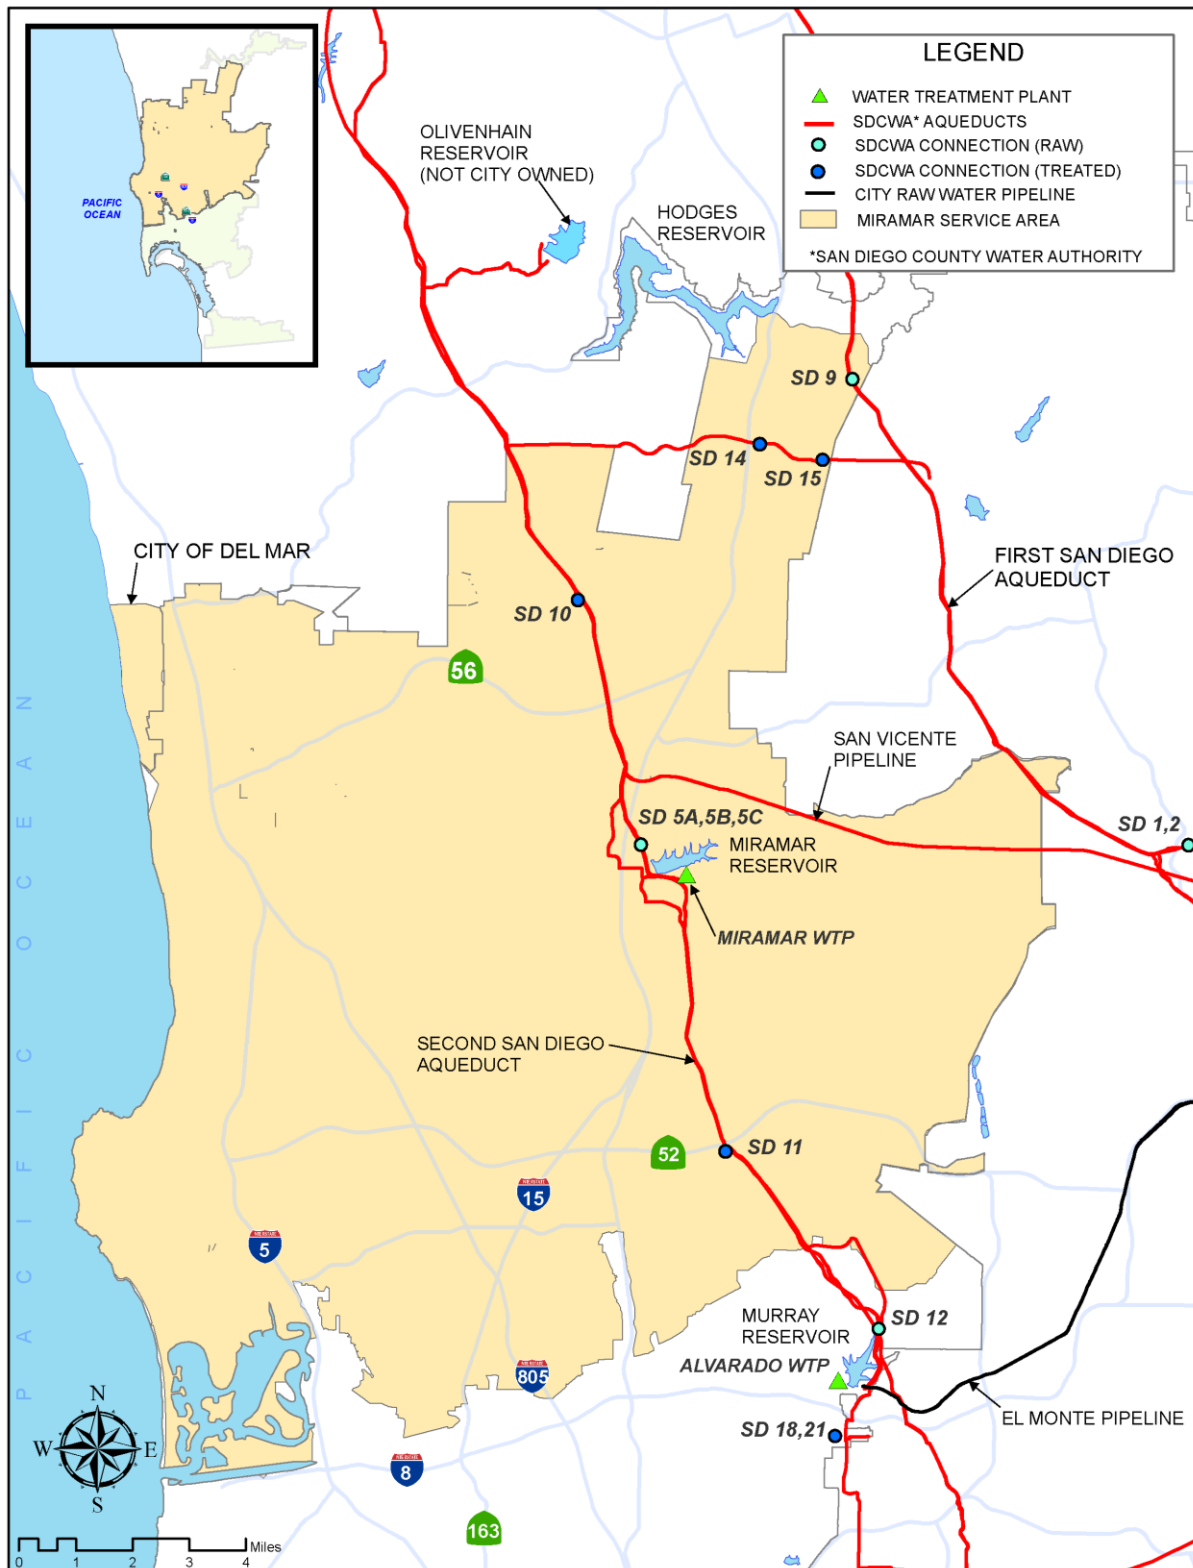 PACIFIC
OCEAN
LEGEND
WATER TREATMENT PLANT
SDCWA* AQUEDUCTS
SDCWA CONNECTION (RAW)
SDCWA CONNECTION (TREATED)
CITY RAW WATER PIPELINE
MIRAMAR SERVICE AREA
*SAN DIEGO COUNTY WATER AUTHORITY
OLIVENHAIN
RESERVOIR
(NOT CITY OWNED)
HODGES
RESERVOIR
SD 9
SD 14
SD 15
CITY OF DEL MAR
FIRST SAN DIEGO
AQUEDUCT
SD 10
56
SAN VICENTE
PIPELINE
SD 5A,5B,5C
SD 1,2
MIRAMAR
RESERVOIR
MIRAMAR WTP
SECOND SAN DIEGO
AQUEDUCT
SD 11
52
15
5
PACIFIC OCEAN
MURRAY
RESERVOIR
SD 12
ALVARADO WTP
805
EL MONTE PIPELINE
SD 18,21
8
163
N
W
E
S
0 1 2 3 4 Miles